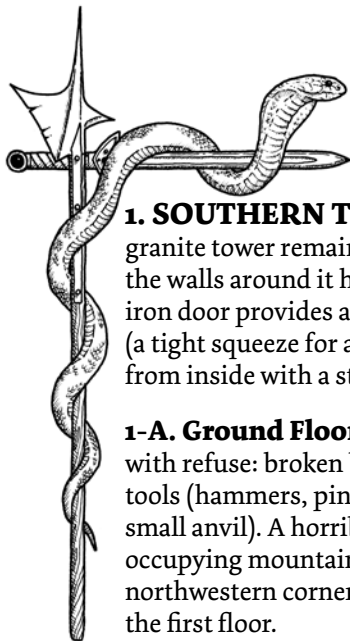 1. SOUTHERN T
granite tower remai
the walls around it h
iron door provides a
(a tight squeeze for a
from inside with a st
1-A. Ground Floo
with refuse: broken
tools (hammers, pin
small anvil). A horri
occupying mountai
northwestern corne
the first floor.